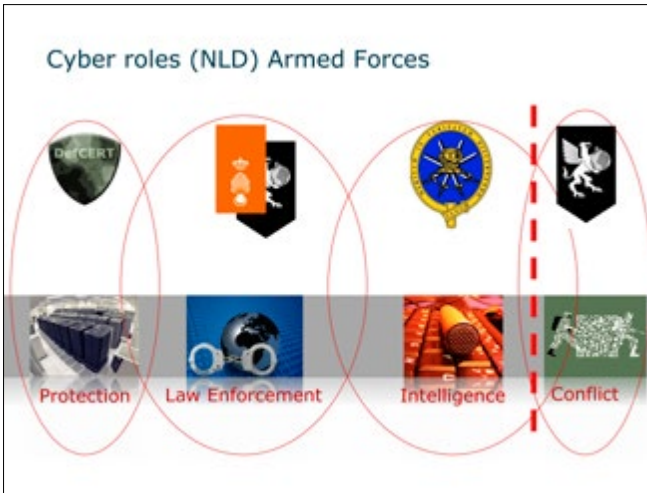 Cyber roles (NLD) Armed Forces
DefCERT
Protection
Law Enforcement
Intelligence
Conflict